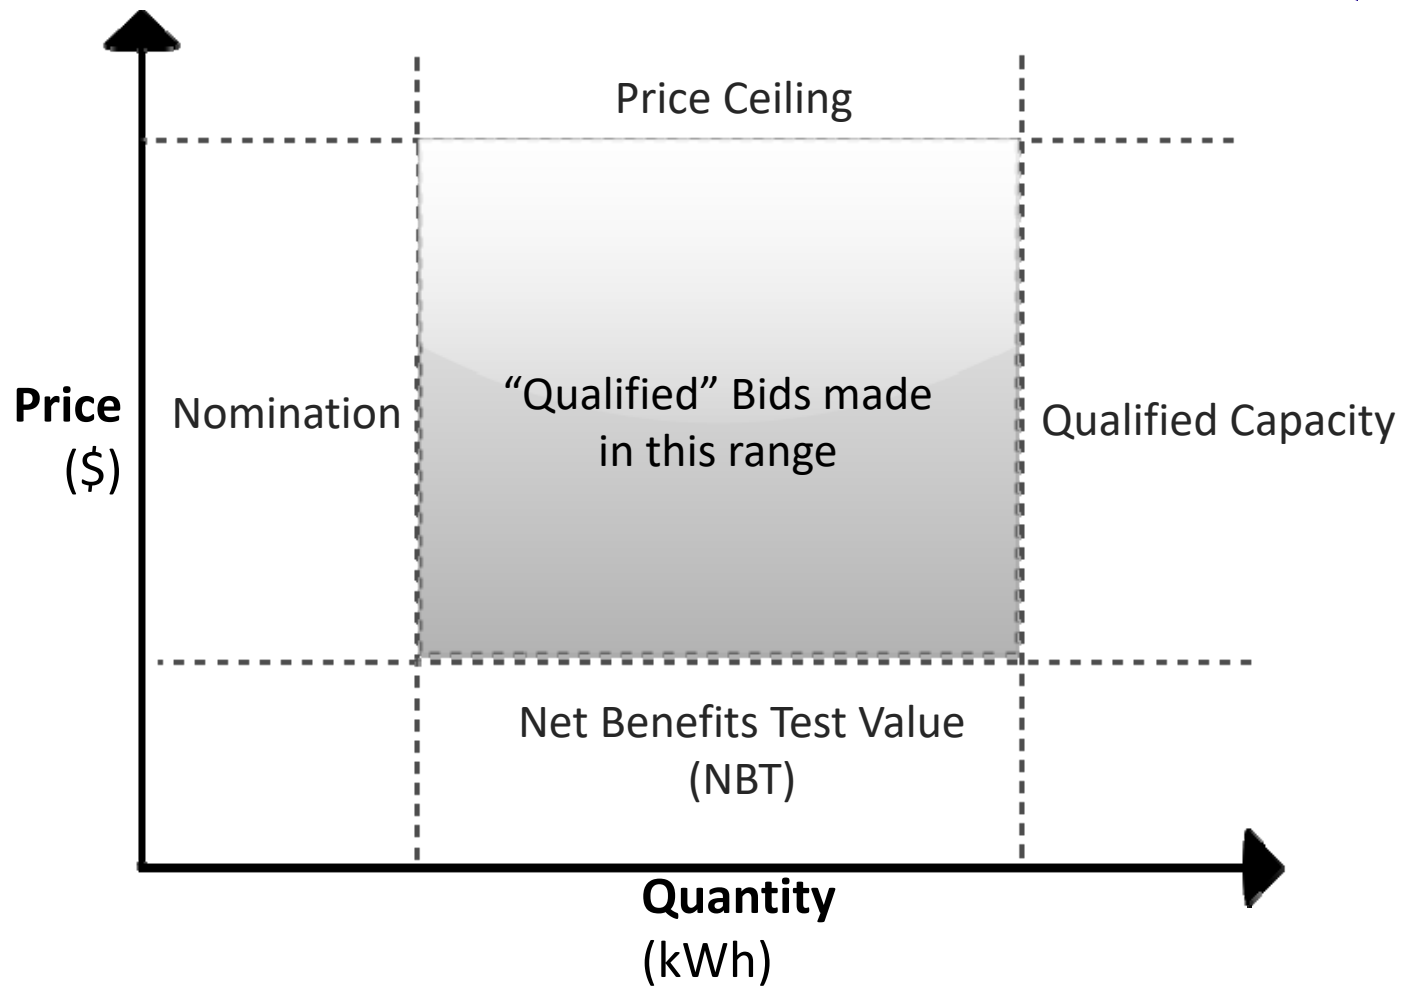 Price Ceiling
Price
($)
Nomination
“Qualified” Bids made
in this range
Qualified Capacity
Net Benefits Test Value
(NBT)
Quantity
(kWh)